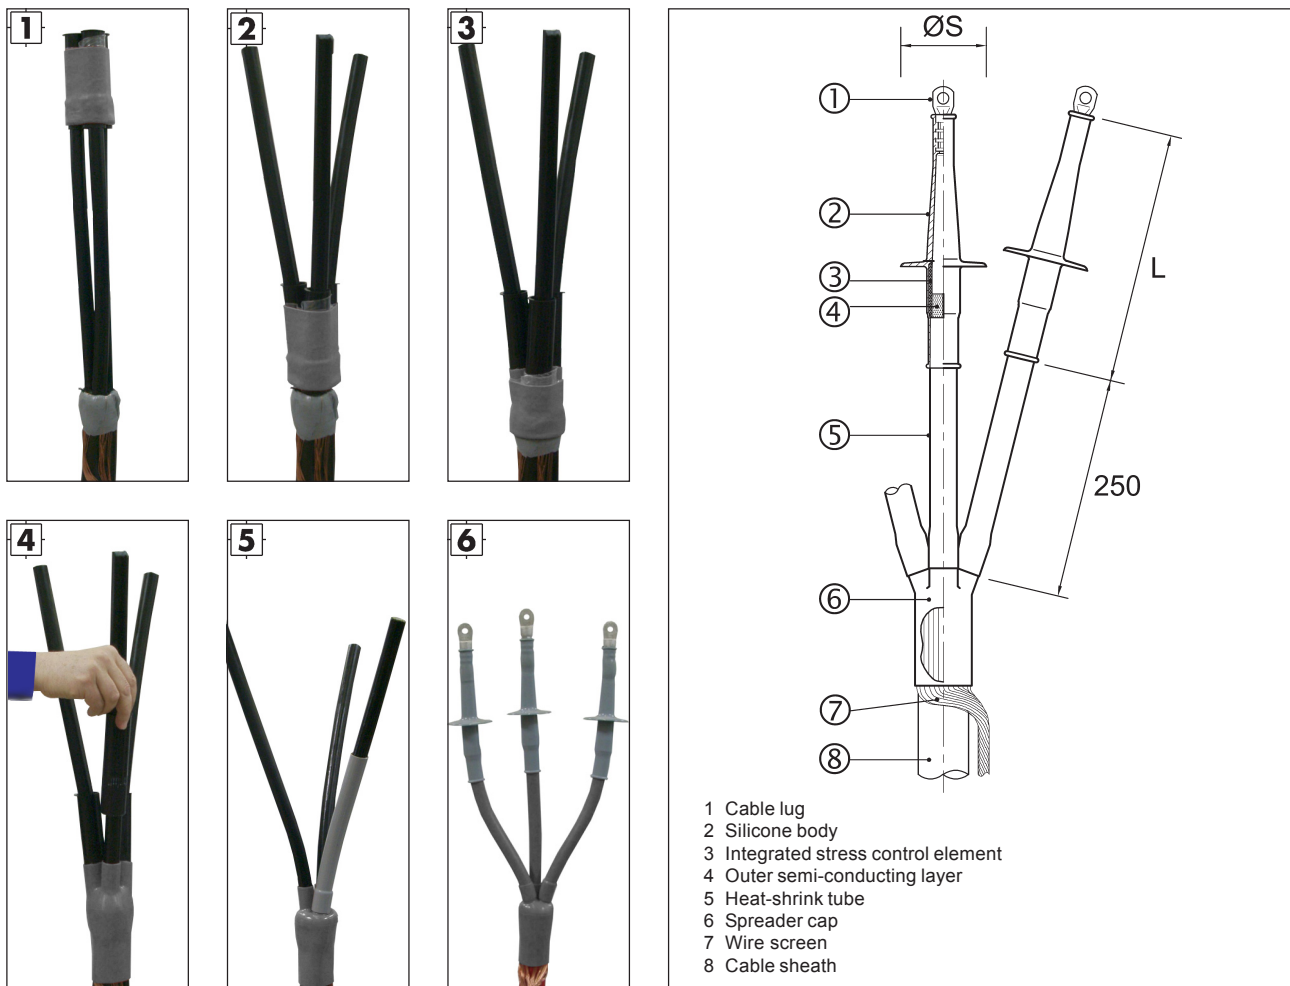 1
2
3
4
5
6
ØS
1
2
3
4
5
6
7
8
L
250
1 Cable lug
2 Silicone body
3 Integrated stress control element
4 Outer semi-conducting layer
5 Heat-shrink tube
6 Spreader cap
7 Wire screen
8 Cable sheath